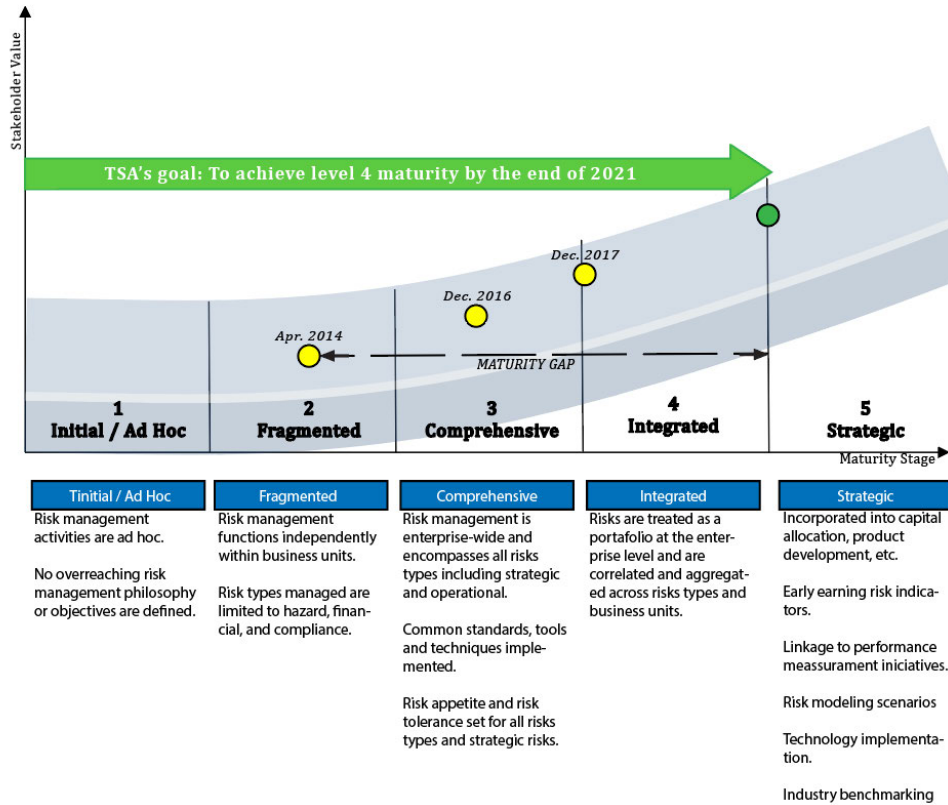 Stakeholder Value
TSA's goal: To achieve level 4 maturity by the end of 2021
Dec. 2017
Dec. 2016
Apr. 2014
MATURITY GAP
1
Initial / Ad Hoc
2
Fragmented
3
Comprehensive
4
Integrated
5
Strategic
Maturity Stage
Tinitial / Ad Hoc
Risk management
activities are ad hoc.
No overreaching risk
management philosophy
or objectives are defined.
Fragmented
Risk management
functions independently
within business units.
Risk types managed are
limited to hazard, finan-
cial, and compliance.
Comprehensive
Risk management is
enterprise-wide and
encompasses all risks
types including strategic
and operational.
Common standards, tools
and techniques imple-
mented.
Risk appetite and risk
tolerance set for all risks
types and strategic risks.
Integrated
Risks are treated as a
portafolio at the enter-
prise level and are
correlated and aggregat-
ed across risks types and
business units.
Strategic
Incorporated into capital
allocation, product
development, etc.
Early earning risk indica-
tors.
Linkage to performance
meassurament iniciatives.
Risk modeling scenarios
Technology implementa-
tion.
Industry benchmarking